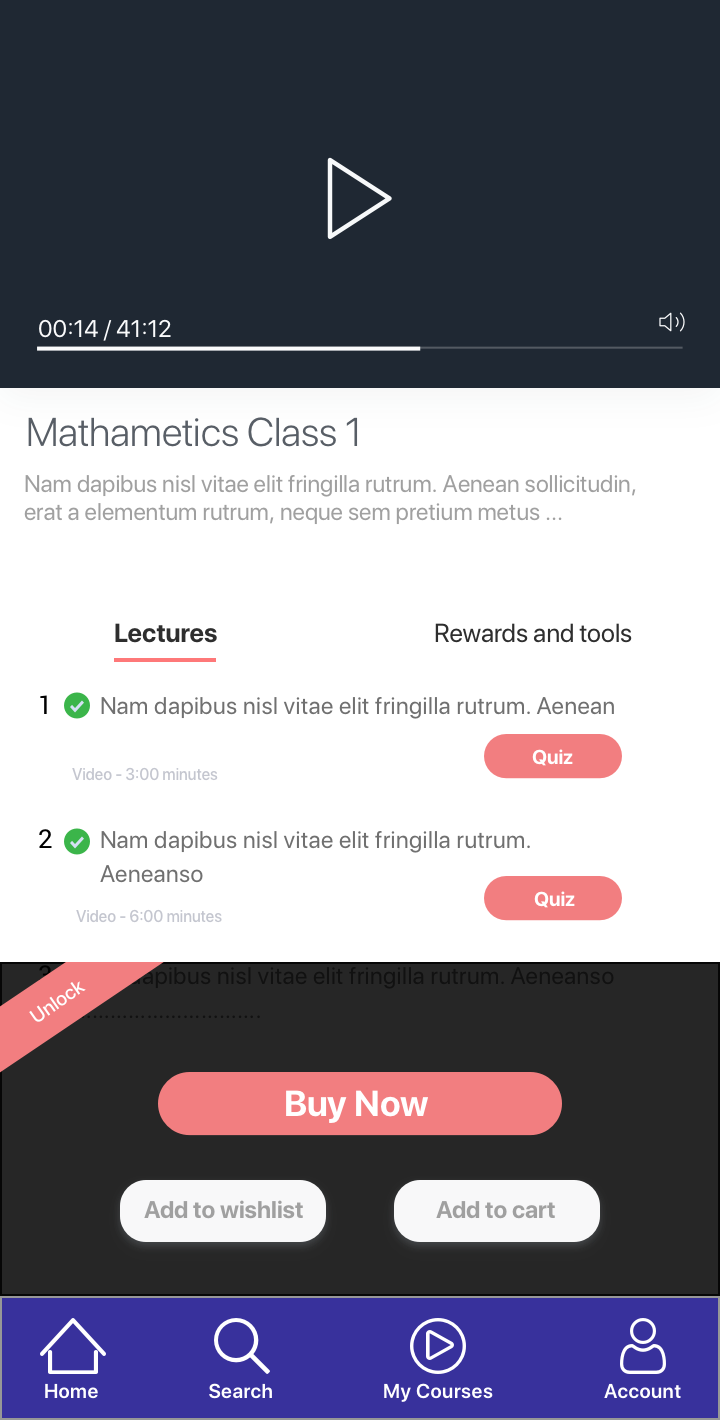 00:14 / 41:12
Mathametics Class 1
Nam dapibus nisl vitae elit fringilla rutrum. Aenean sollicitudin,
erat a elementum rutrum, neque sem pretium metus ...
Lectures
Rewards and tools
1 Nam dapibus nisl vitae elit fringilla rutrum. Aenean
Quiz
Video - 3:00 minutes
2 Nam dapibus nisl vitae elit fringilla rutrum.
Aeneanso
Quiz
Video - 6:00 minutes
nisl vitae elit fringilla rutrum. Aeneanso
Unlock
Buy Now
Add to wishlist
Add to cart
Home
Search
My Courses
Account